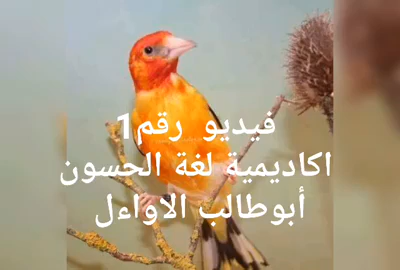 فيديو رقم1
اكاديمية لغة الحسون
أبوطالب الاواءل